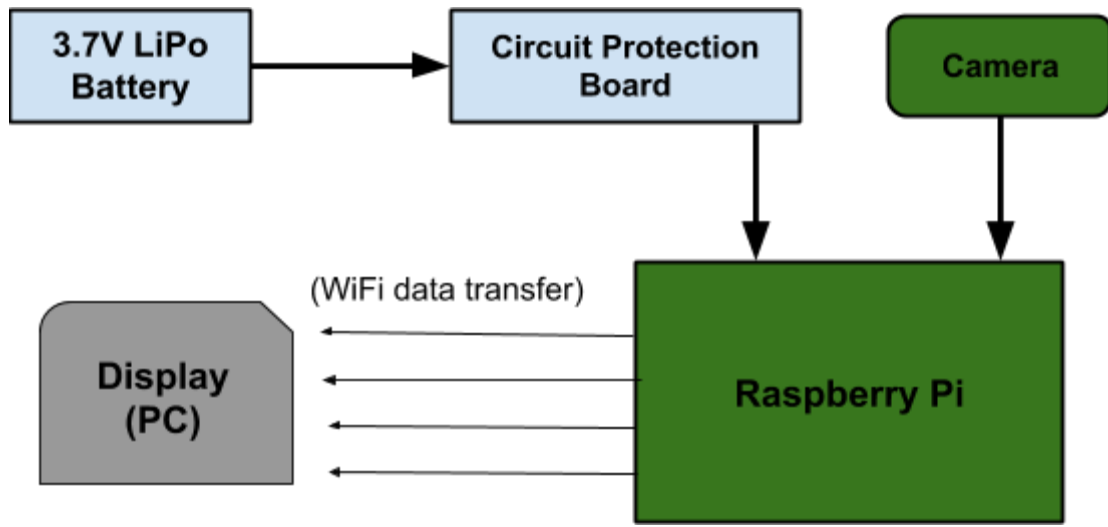 3.7V LiPo
Battery
Circuit Protection
Board
Camera
(WiFi data transfer)
Display
(PC)
Raspberry Pi